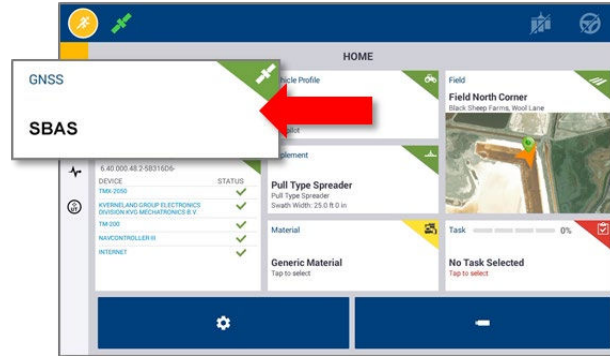 HOME
GNSS
SBAS
hicle Profile
pilot
Field
Field North Corner
Black Sheep Farms, Wool Lane
6.40.000.48.2-5B316D6-
DEVICE STATUS
TMX-2050
KVERNELAND GROUP ELECTRONICS
DIVISION KVG MECHATRONICS B.V.
TM-200
NAVCONTROLLER III
INTERNET
plement
Pull Type Spreader
Pull Type Spreader
Swath Width: 25.0 ft 0 in
Material
Generic Material
Tap to select
Task 0%
No Task Selected
Tap to select